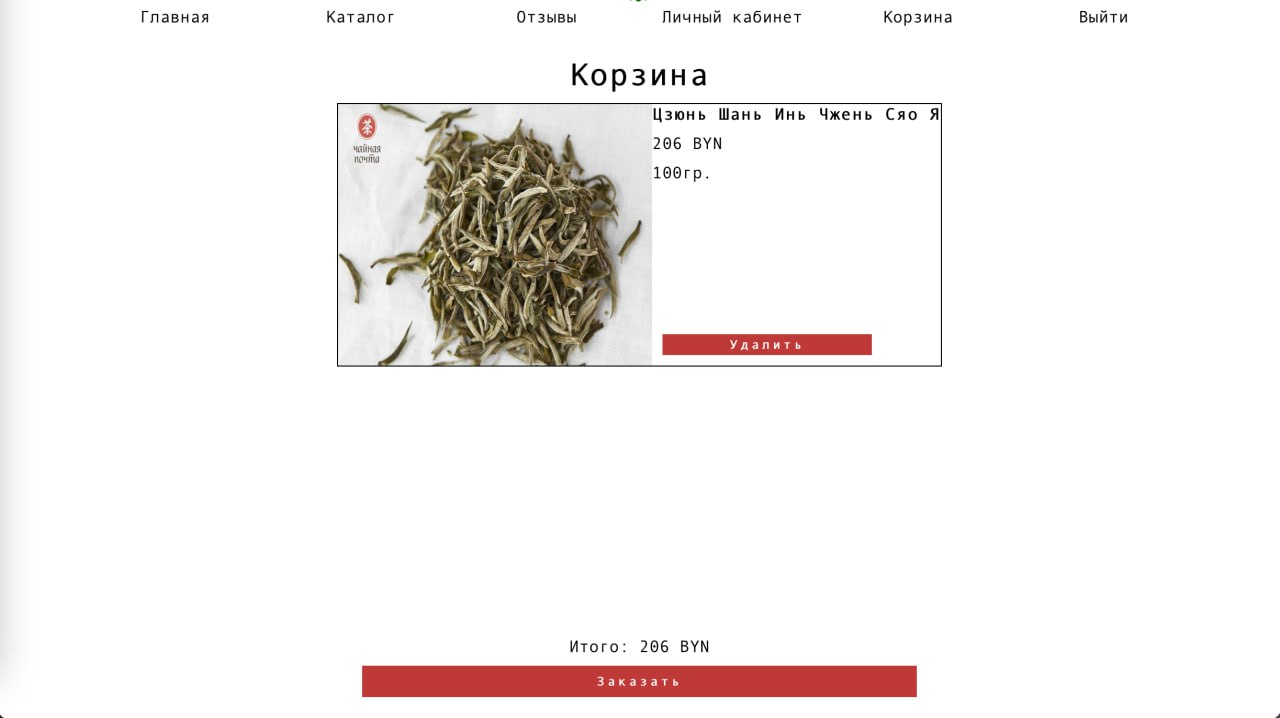 Главная Каталог Отзывы Личный кабинет Корзина Выйти
Корзина
茶
чайная
почта
Цзюнь Шань Инь Чжень Сяо Я
206 BYN
100гр.
Удалить
Итого: 206 BYN
Заказать